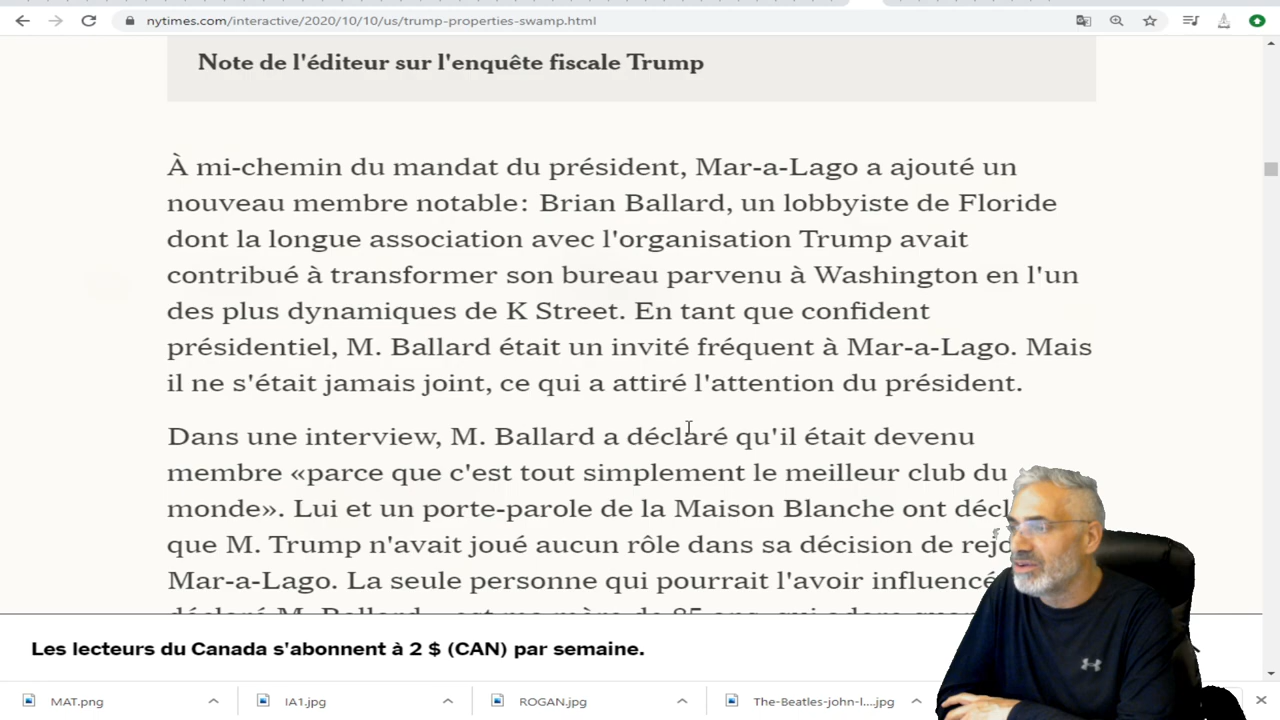 nytimes.com/interactive/2020/10/10/us/trump-properties-swamp.html
Note de l'éditeur sur l'enquête fiscale Trump
À mi-chemin du mandat du président, Mar-a-Lago a ajouté un
nouveau membre notable: Brian Ballard, un lobbyiste de Floride
dont la longue association avec l'organisation Trump avait
contribué à transformer son bureau parvenu à Washington en l'un
des plus dynamiques de K Street. En tant que confident
présidentiel, M. Ballard était un invité fréquent à Mar-a-Lago. Mais
il ne s'était jamais joint, ce qui a attiré l'attention du président.
Dans une interview, M. Ballard a déclaré qu'il était devenu
membre «parce que c'est tout simplement le meilleur club du
monde». Lui et un porte-parole de la Maison Blanche ont
que M. Trump n'avait joué aucun rôle dans sa décision de
Mar-a-Lago. La seule personne qui pourrait l'avoir
Les lecteurs du Canada s'abonnent à 2 $ (CAN) par semaine.
MAT.png
IA1.jpg
ROGAN.jpg
The-Beatles-john-l....jpg